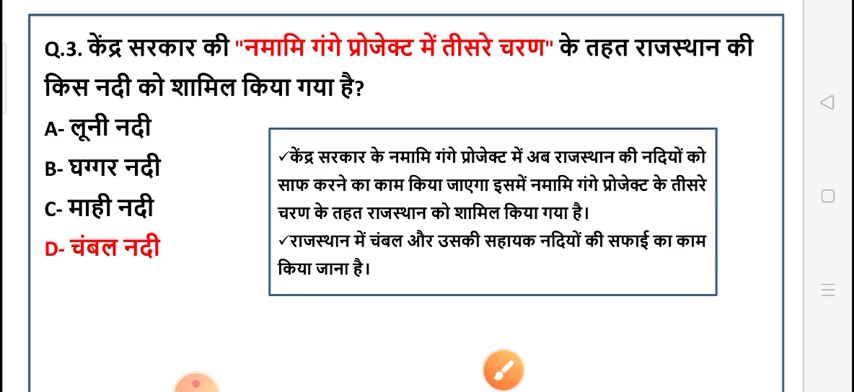 Q.3. केंद्र सरकार की "नमामि गंगे प्रोजेक्ट में तीसरे चरण" के तहत राजस्थान की
किस नदी को शामिल किया गया है?
A- लूनी नदी
B- घग्गर नदी
C- माही नदी
D- चंबल नदी
✓केंद्र सरकार के नमामि गंगे प्रोजेक्ट में अब राजस्थान की नदियों को
साफ करने का काम किया जाएगा इसमें नमामि गंगे प्रोजेक्ट के तीसरे
चरण के तहत राजस्थान को शामिल किया गया है।
✓राजस्थान में चंबल और उसकी सहायक नदियों की सफाई का काम
किया जाना है।